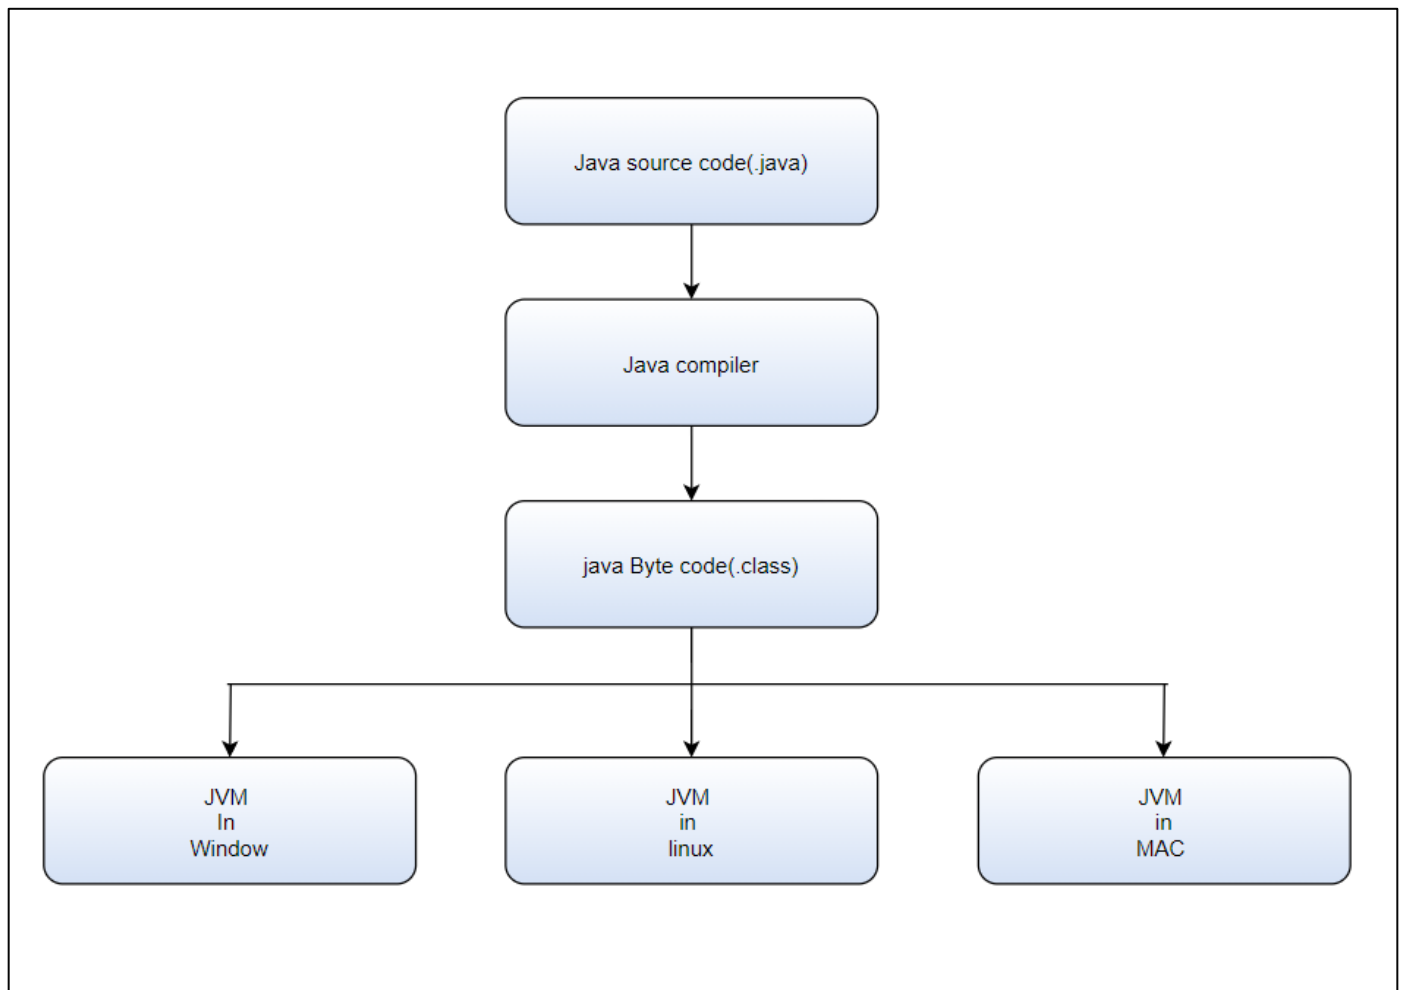 Java source code(.java)
Java compiler
java Byte code(.class)
JVM
In
Window
JVM
in
linux
JVM
in
MAC